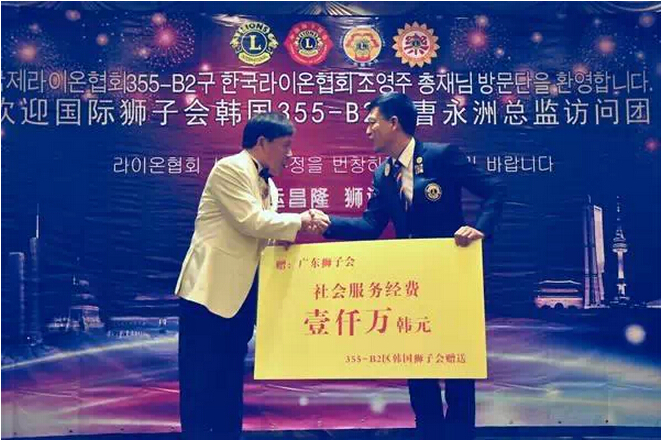 LIONS
L
LIONS
L
L
국제라이온협회355-B2구 한국라이온협회 조영주 총재님 방문단을 환영합니다.
欢迎国际狮子会韩国355-B2 曹永洲总监访问团
라이온협회 정을 번창하 바랍니다
运昌隆 狮
赠：广东狮子会
社会服务经费
壹仟万 韩元
355-B2区韩国狮子会赠送